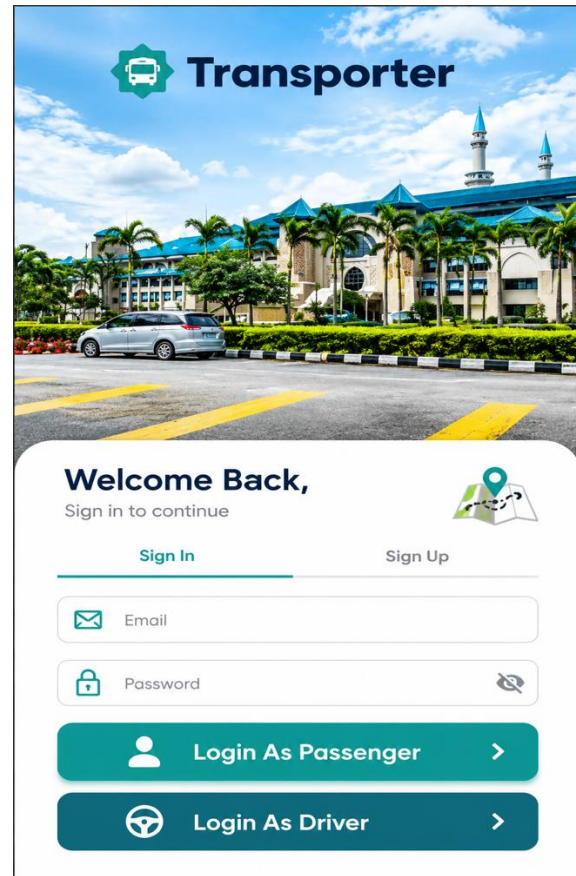 Transporter
Welcome Back,
Sign in to continue
Sign In
Sign Up
Email
Password
Login As Passenger
Login As Driver